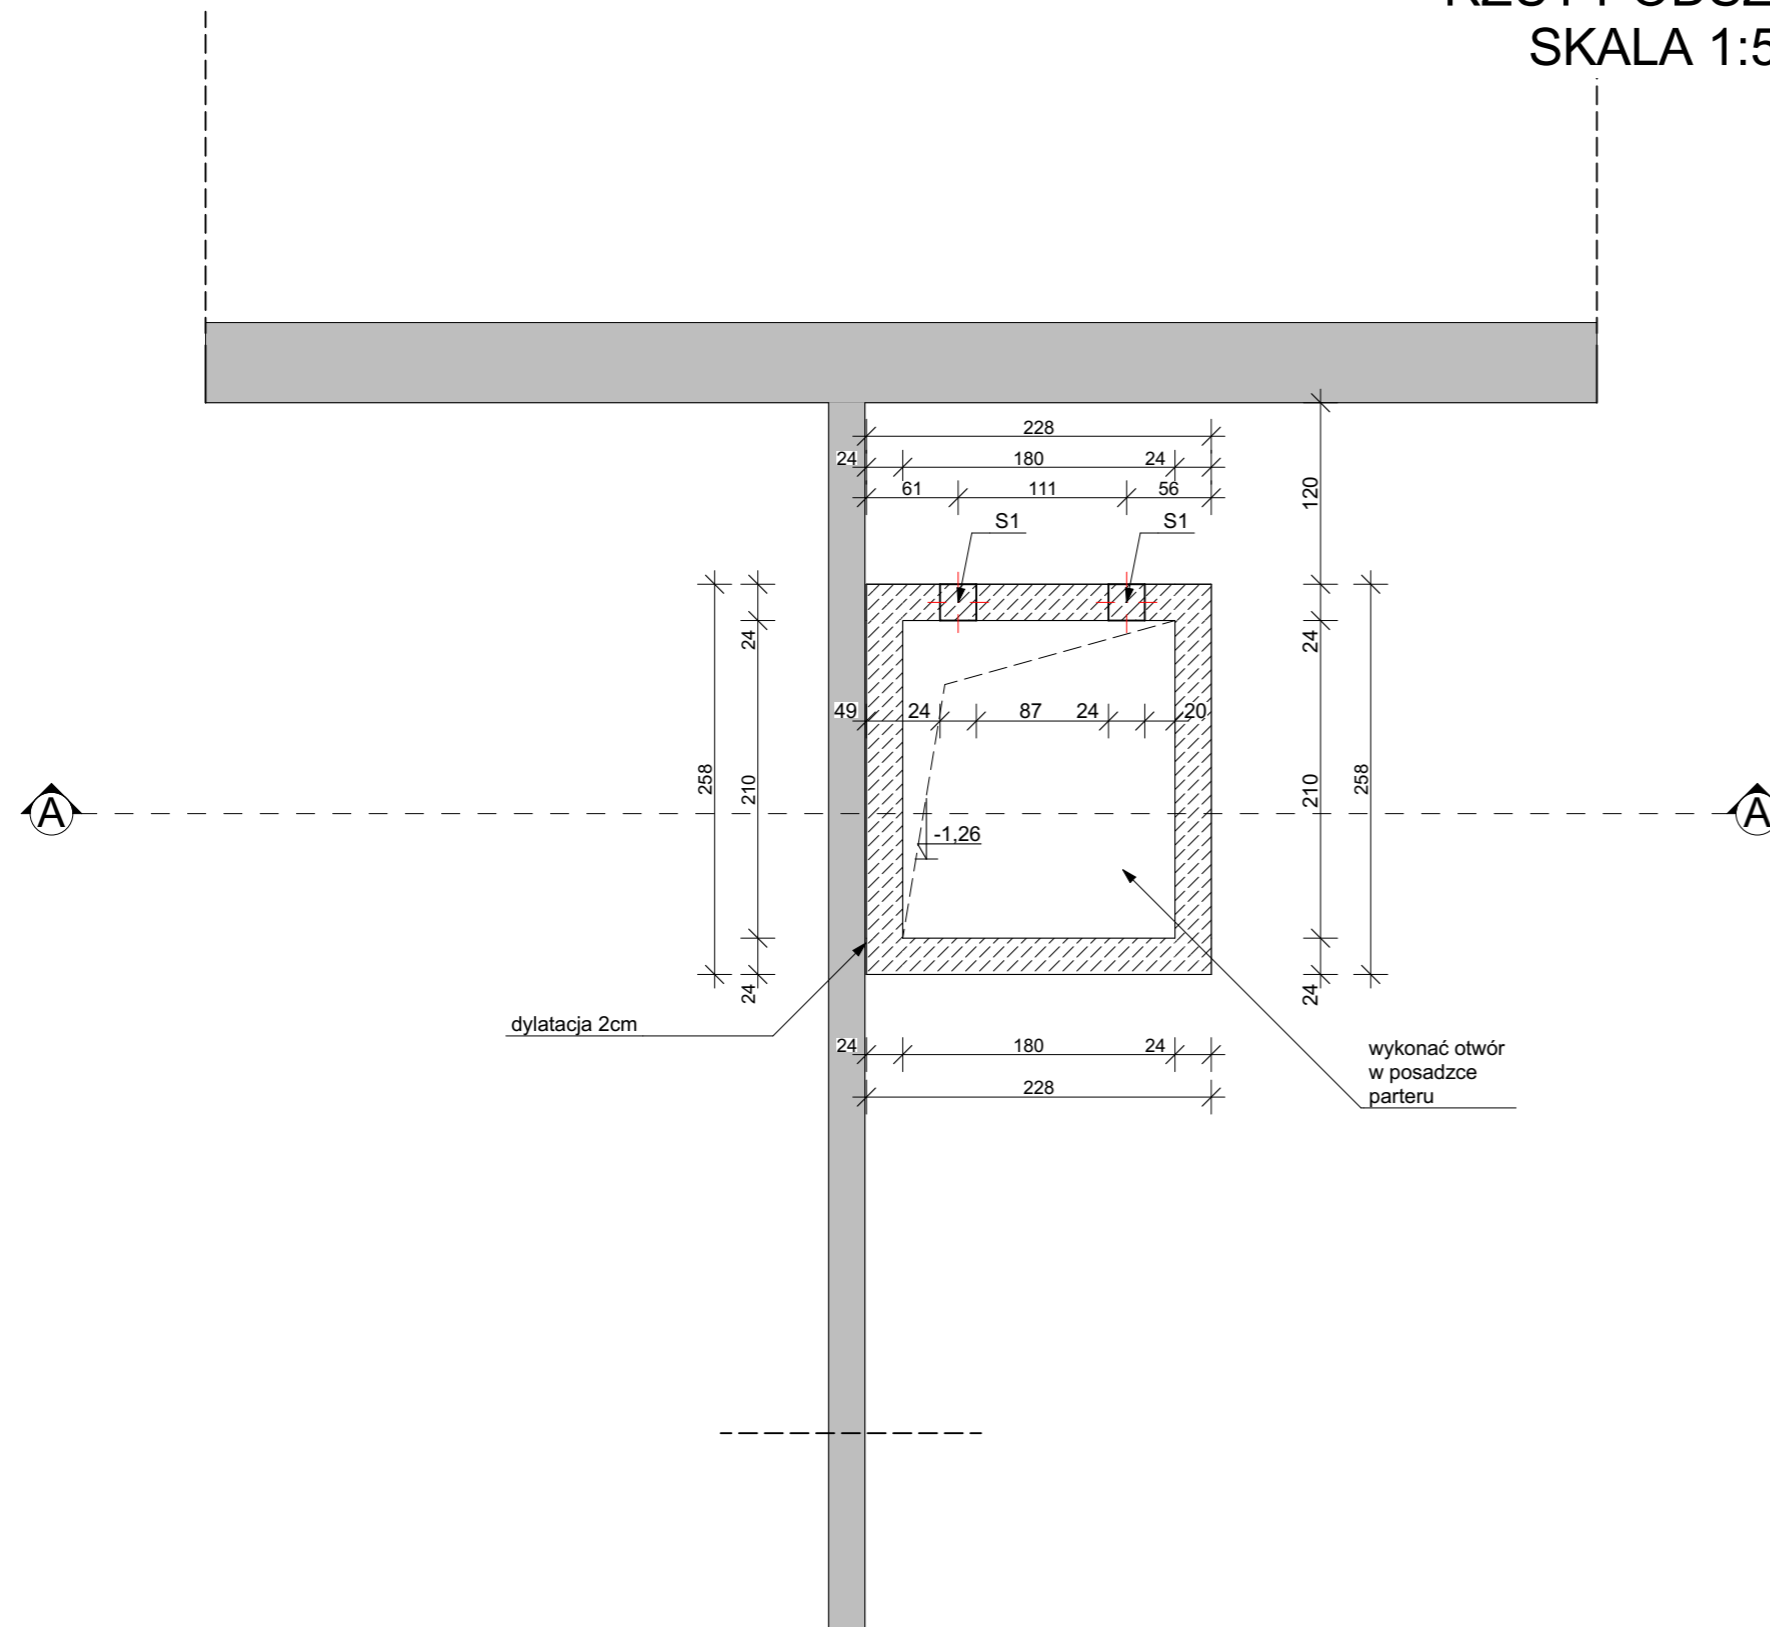 SKALA 1:5
228
24 180 24
61 111 56
120
S1 S1
24 24
49 24 87 24 20
258 210 210 258
A A
-1,26
24 24
dylatacja 2cm
24 180 24
wykonać otwór
w posadzce
parteru
228